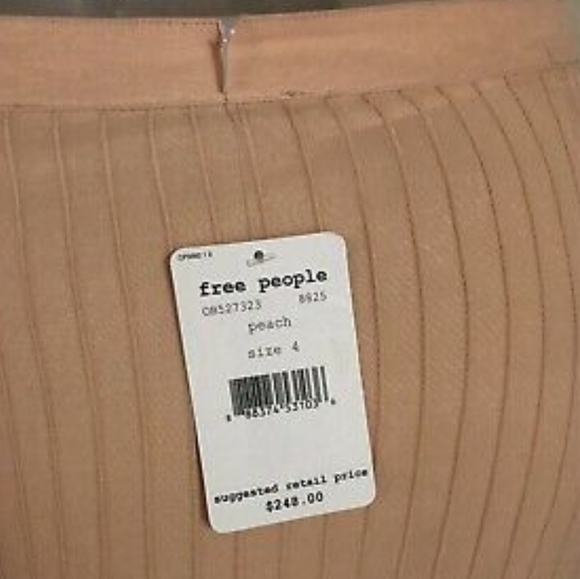 free people
OB527323 8925
peach
size 4
suggested retail price
$248.00